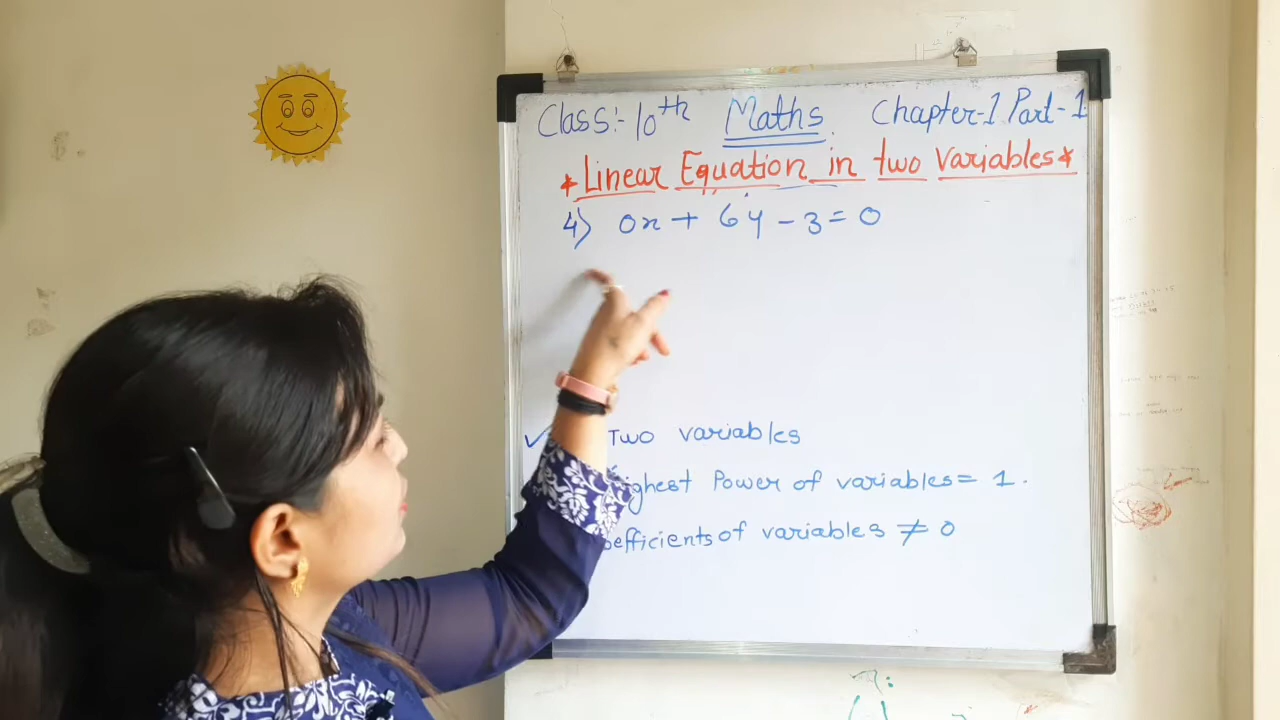 Class:- 10th Maths Chapter-1 Part-1
*Linear Equation in two Variables*
4) 0x + 6y - 3 = 0
Two variables
ghest Power of variables = 1.
oefficients of variables ≠ 0